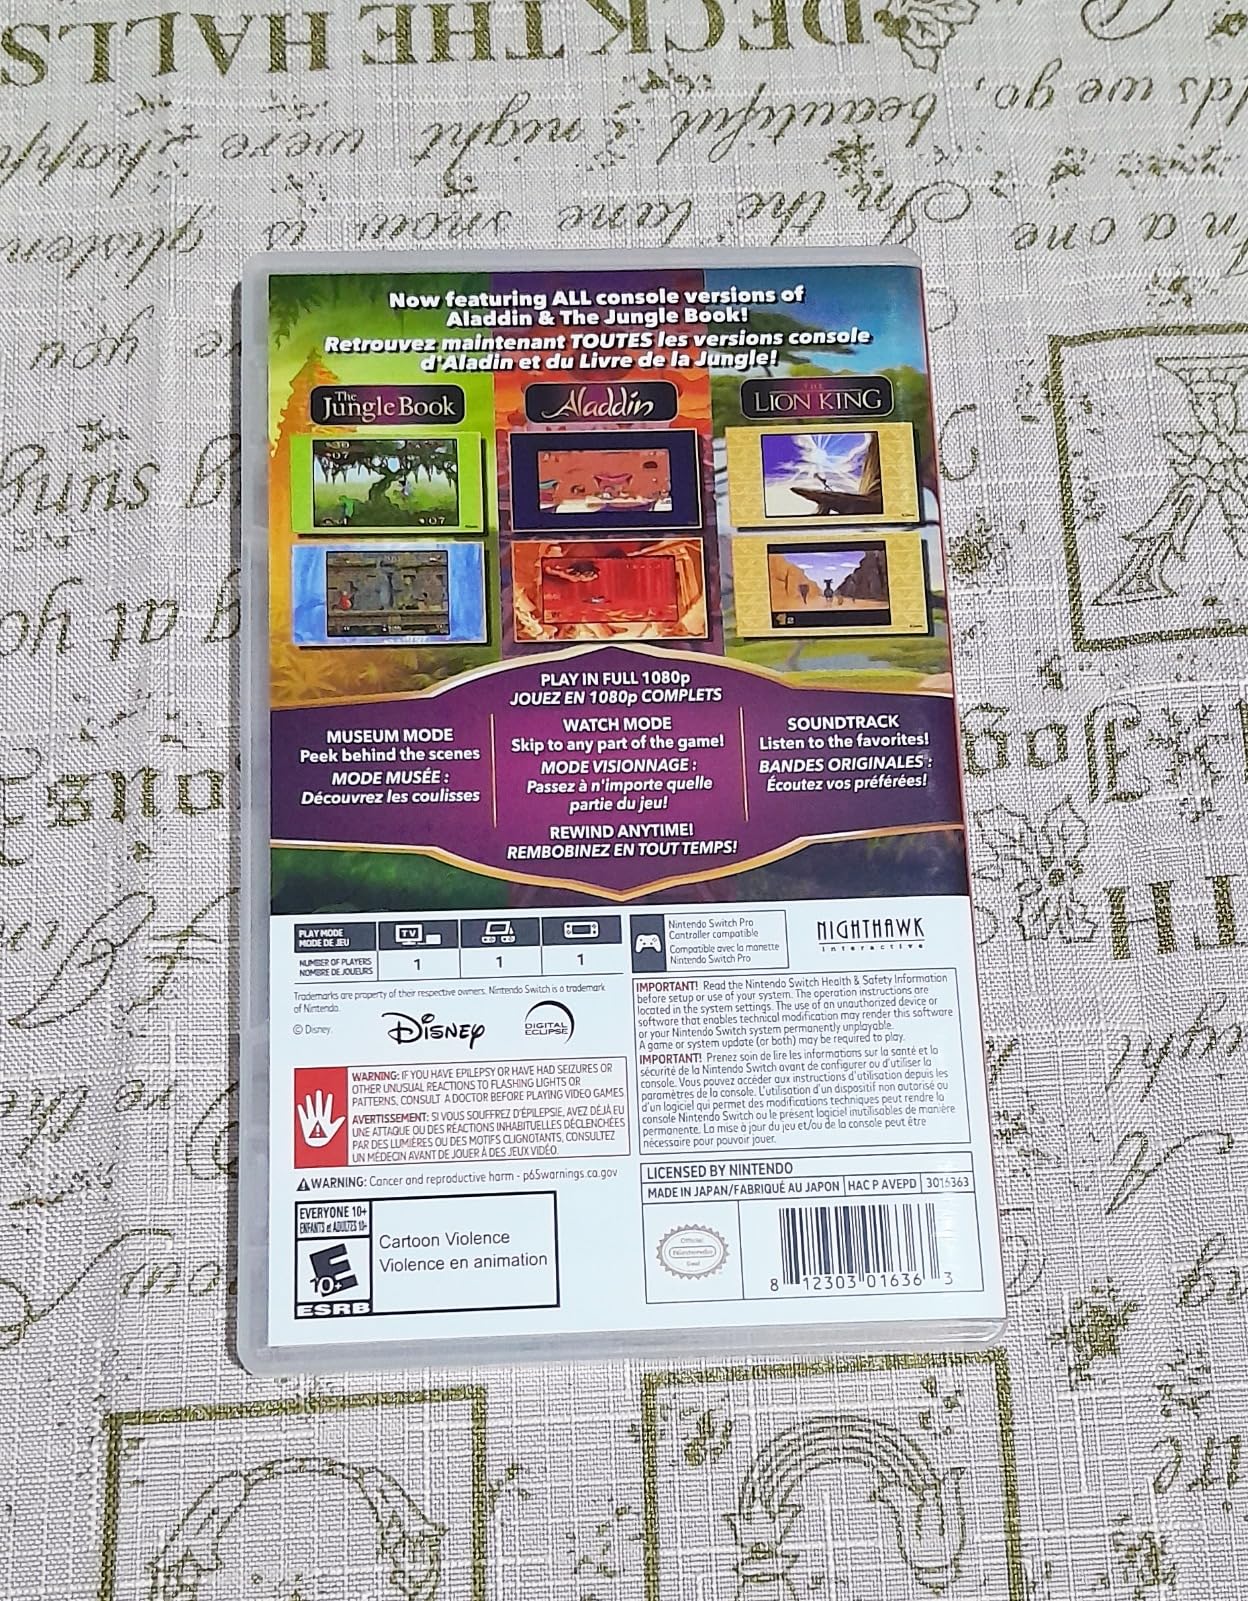 DECK THE HALLS
Now featuring ALL console versions of
Aladdin & The Jungle Book!
Retrouvez maintenant TOUTES les versions console
d'Aladin et du Livre de la Jungle!
The
Jungle Book
Aladdin
THE
LION KING
PLAY IN FULL 1080p
JOUEZ EN 1080p COMPLETS
MUSEUM MODE
Peek behind the scenes
MODE MUSÉE :
Découvrez les coulisses
WATCH MODE
Skip to any part of the game!
MODE VISIONNAGE :
Passez à n'importe quelle
partie du jeu!
SOUNDTRACK
Listen to the favorites!
BANDES ORIGINALES :
Écoutez vos préférées!
REWIND ANYTIME!
REMBOBINEZ EN TOUT TEMPS!
PLAY MODE
MODE DE JEU
TV
NUMBER OF PLAYERS
NOMBRE DE JOUEURS
1
1
1
Nintendo Switch Pro
Controller compatible
Compatible avec la manette
Nintendo Switch Pro
NIGHTHAWK
interactive
Trademarks are property of their respective owners. Nintendo Switch is a trademark
of Nintendo.
© Disney.
Disney
DIGITAL
ECLIPSE
WARNING: IF YOU HAVE EPILEPSY OR HAVE HAD SEIZURES OR
OTHER UNUSUAL REACTIONS TO FLASHING LIGHTS OR
PATTERNS, CONSULT A DOCTOR BEFORE PLAYING VIDEO GAMES.
AVERTISSEMENT: SI VOUS SOUFFREZ D'ÉPILEPSIE, AVEZ DÉJÀ EU
UNE ATTAQUE OU DES RÉACTIONS INHABITUELLES DÉCLENCHÉES
PAR DES LUMIÈRES OU DES MOTIFS CLIGNOTANTS, CONSULTEZ
UN MÉDECIN AVANT DE JOUER À DES JEUX VIDÉO.
WARNING: Cancer and reproductive harm - p65warnings.ca.gov
IMPORTANT! Read the Nintendo Switch Health & Safety Information
before setup or use of your system. The operation instructions are
located in the system settings. The use of an unauthorized device or
software that enables technical modification may render this software
or your Nintendo Switch system permanently unplayable.
A game or system update (or both) may be required to play.
IMPORTANT! Prenez soin de lire les informations sur la santé et la
sécurité de la Nintendo Switch avant de configurer ou d'utiliser la
console. Vous pouvez accéder aux instructions d'utilisation depuis les
paramètres de la console. L'utilisation d'un dispositif non autorisé ou
d'un logiciel qui permet des modifications techniques peut rendre la
console Nintendo Switch ou le présent logiciel inutilisables de manière
permanente. La mise à jour du jeu et/ou de la console peut être
nécessaire pour pouvoir jouer.
LICENSED BY NINTENDO
MADE IN JAPAN/FABRIQUÉ AU JAPON HAC P AVEPD 3015363
EVERYONE 10+
ENFANTS et ADULTES 10+
E
10+
ESRB
Cartoon Violence
Violence en animation
Official
Nintendo
Seal
8 12303 01636 3